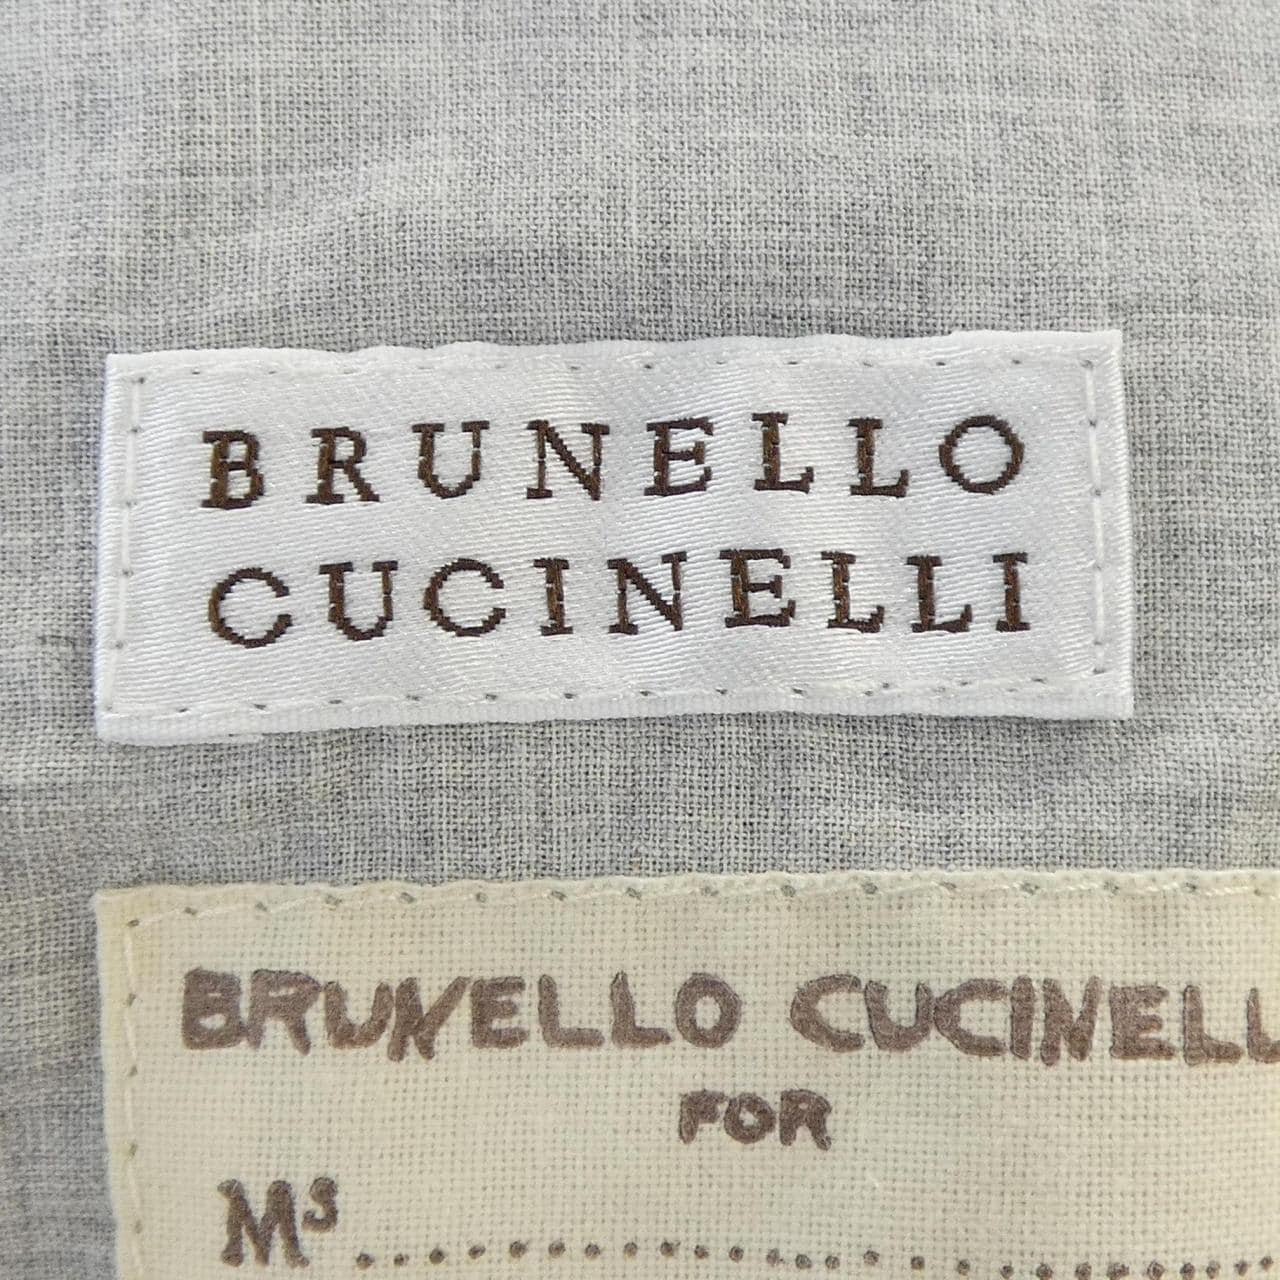 BRUNELLO
CUCINELLI
BRUNELLO CUCINELL
FOR
Ms....................